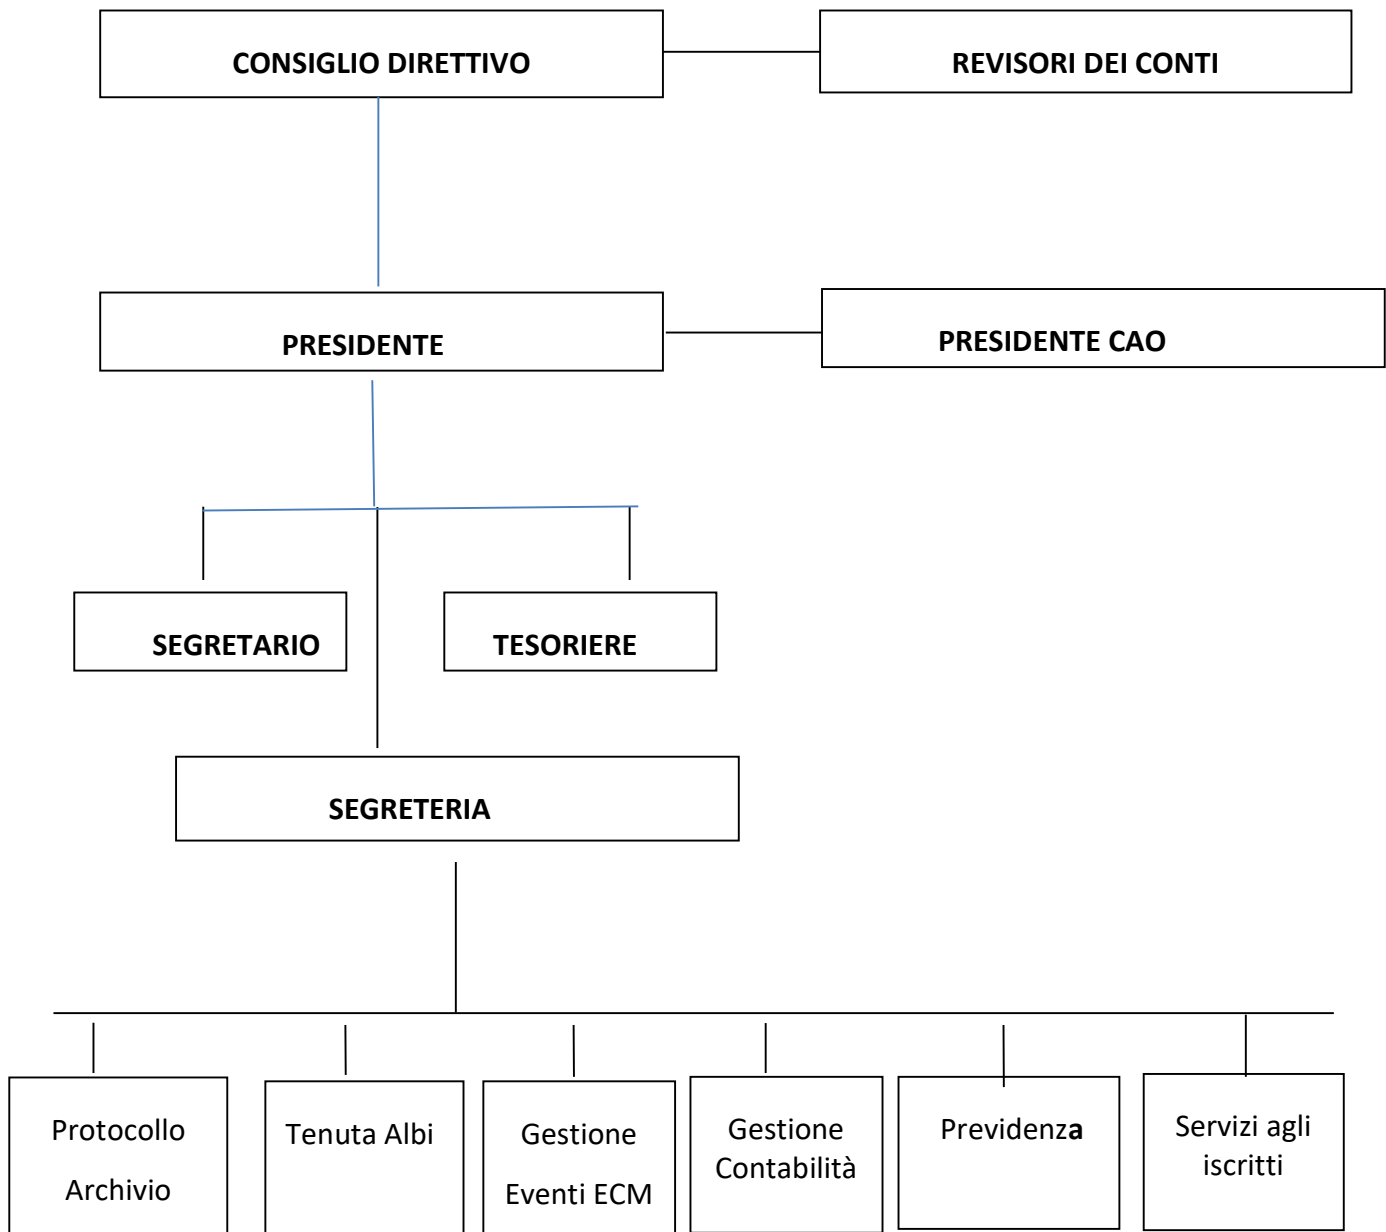 CONSIGLIO DIRETTIVO
REVISORI DEI CONTI
PRESIDENTE
PRESIDENTE CAO
SEGRETARIO
TESORIERE
SEGRETERIA
Protocollo
Archivio
Tenuta Albi
Gestione
Eventi ECM
Gestione
Contabilità
Previdenza
Servizi agli
iscritti